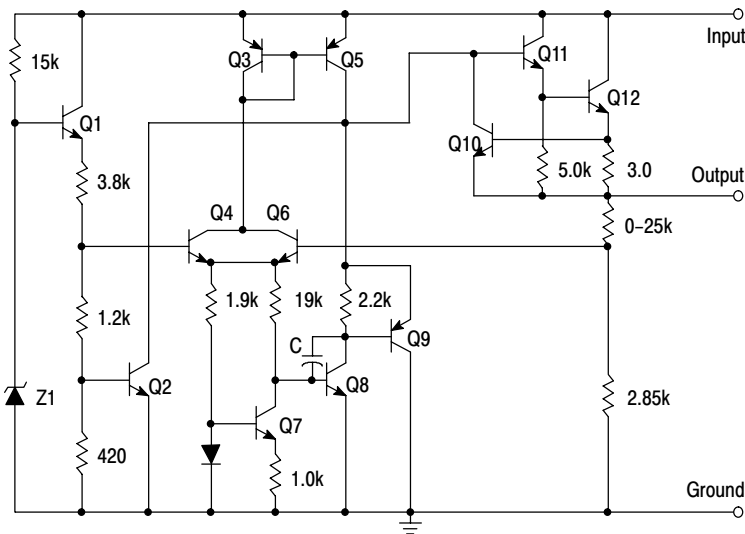 Input
Q3
Q5
Q11
15k
Q12
Q1
Q10
3.8k
5.0k
3.0
Output
Q4
Q6
0–25k
1.9k
19k
2.2k
1.2k
C
Q9
Z1
Q2
Q8
2.85k
Q7
420
1.0k
Ground